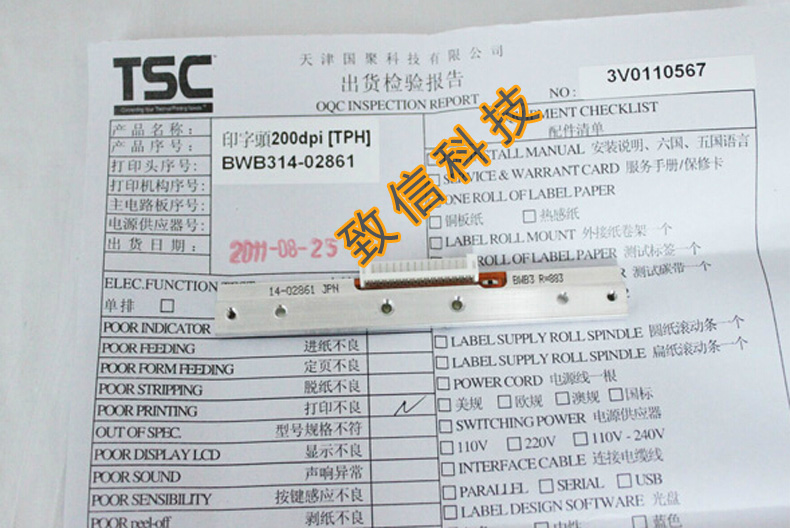 TSC
天津国聚科技有限公司
出货检验报告
OQC INSPECTION REPORT
NO:
3V0110567
产品名称:
产品序号:
打印头序号:
打印机构序号:
主电路板序号:
电源供应器号:
出货日期:
印字頭200dpi [TPH]
BWB314-02861
2011-08-25
致信科技
CHECKLIST
配件清单
MANUAL 安装说明、六国、五国语言
SERVICE & WARRANT CARD 服务手册/保修卡
ONE ROLL OF LABEL PAPER
铜板纸 热感纸
LABEL ROLL MOUNT 外接纸卷架一个
ROLL OF LABEL PAPER 测试标签一个
测试碳带一个
14-02861 JPN
BWB3 R=883
ELEC.FUNCTION
单排
POOR INDICATOR
POOR FEEDING 进纸不良
POOR FORM FEEDING 定页不良
POOR STRIPPING 脱纸不良
POOR PRINTING 打印不良
OUT OF SPEC. 型号规格不符
POOR DISPLAY LCD 显示不良
POOR SOUND 声响异常
POOR SENSIBILITY 按键感应不良
POOR peel-off 剥纸不良
LABEL SUPPLY ROLL SPINDLE 圆纸滚动条一个
LABEL SUPPLY ROLL SPINDLE 扁纸滚动条一个
POWER CORD 电源线一根
美规 欧规 澳规 国标
SWITCHING POWER 电源供应器
110V 220V 110V - 240V
INTERFACE CABLE 连接电缆线
PARALLEL SERIAL USB
LABEL DESIGN SOFTWARE 光盘
中性 蓝色